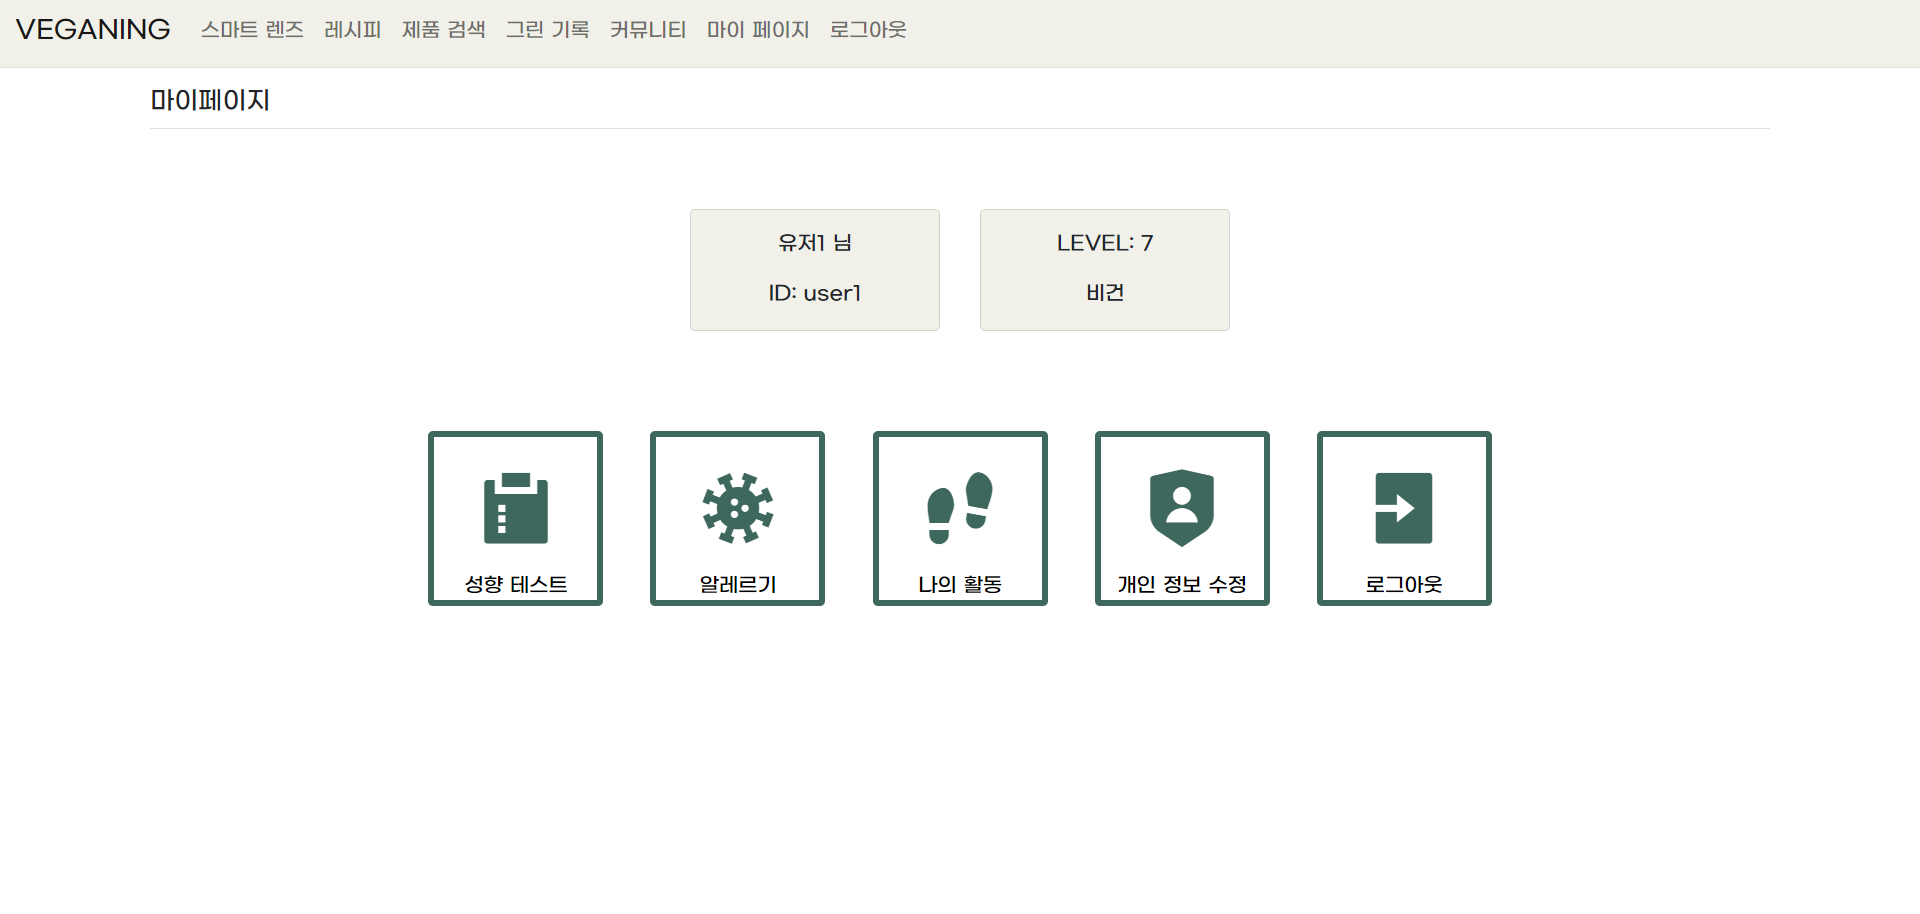 VEGANING 스마트 렌즈 레시피 제품 검색 그린 기록 커뮤니티 마이 페이지 로그아웃
마이페이지
유저1 님
ID: user1
LEVEL: 7
비건
성향 테스트
알레르기
나의 활동
개인 정보 수정
로그아웃